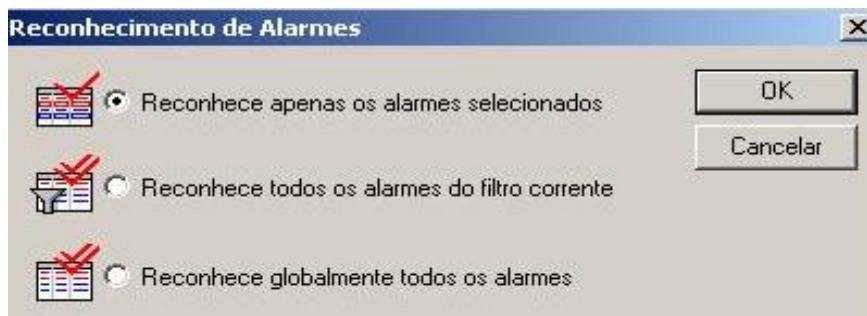 Reconhecimento de Alarmes
Reconhece apenas os alarmes selecionados
OK
Cancelar
Reconhece todos os alarmes do filtro corrente
Reconhece globalmente todos os alarmes